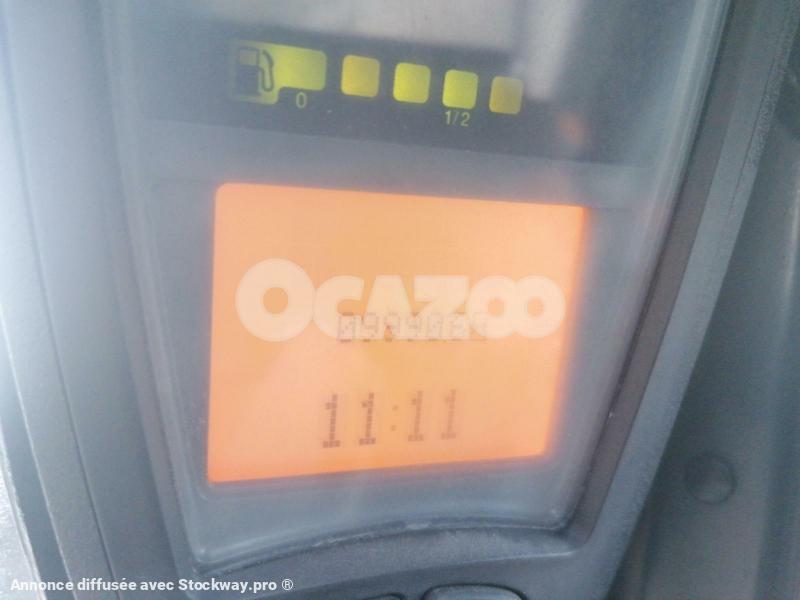 0
1/2
OCAZOO
11:11
Annonce diffusée avec Stockway.pro ®